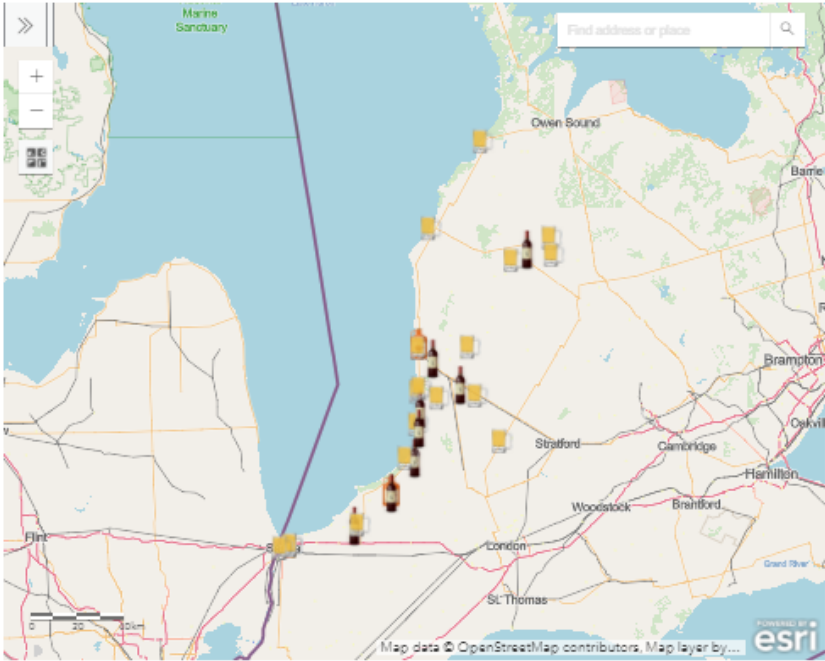 Marine
Sanctuary
Find address or place
Owen Sound
Barrie
Brampton
Stratford
Cambridge
Hamilton
Woodstock
Brantford
Flint
London
Grand River
St. Thomas
0
Map data © OpenStreetMap contributors, Map layer by...
POWERED BY
esri